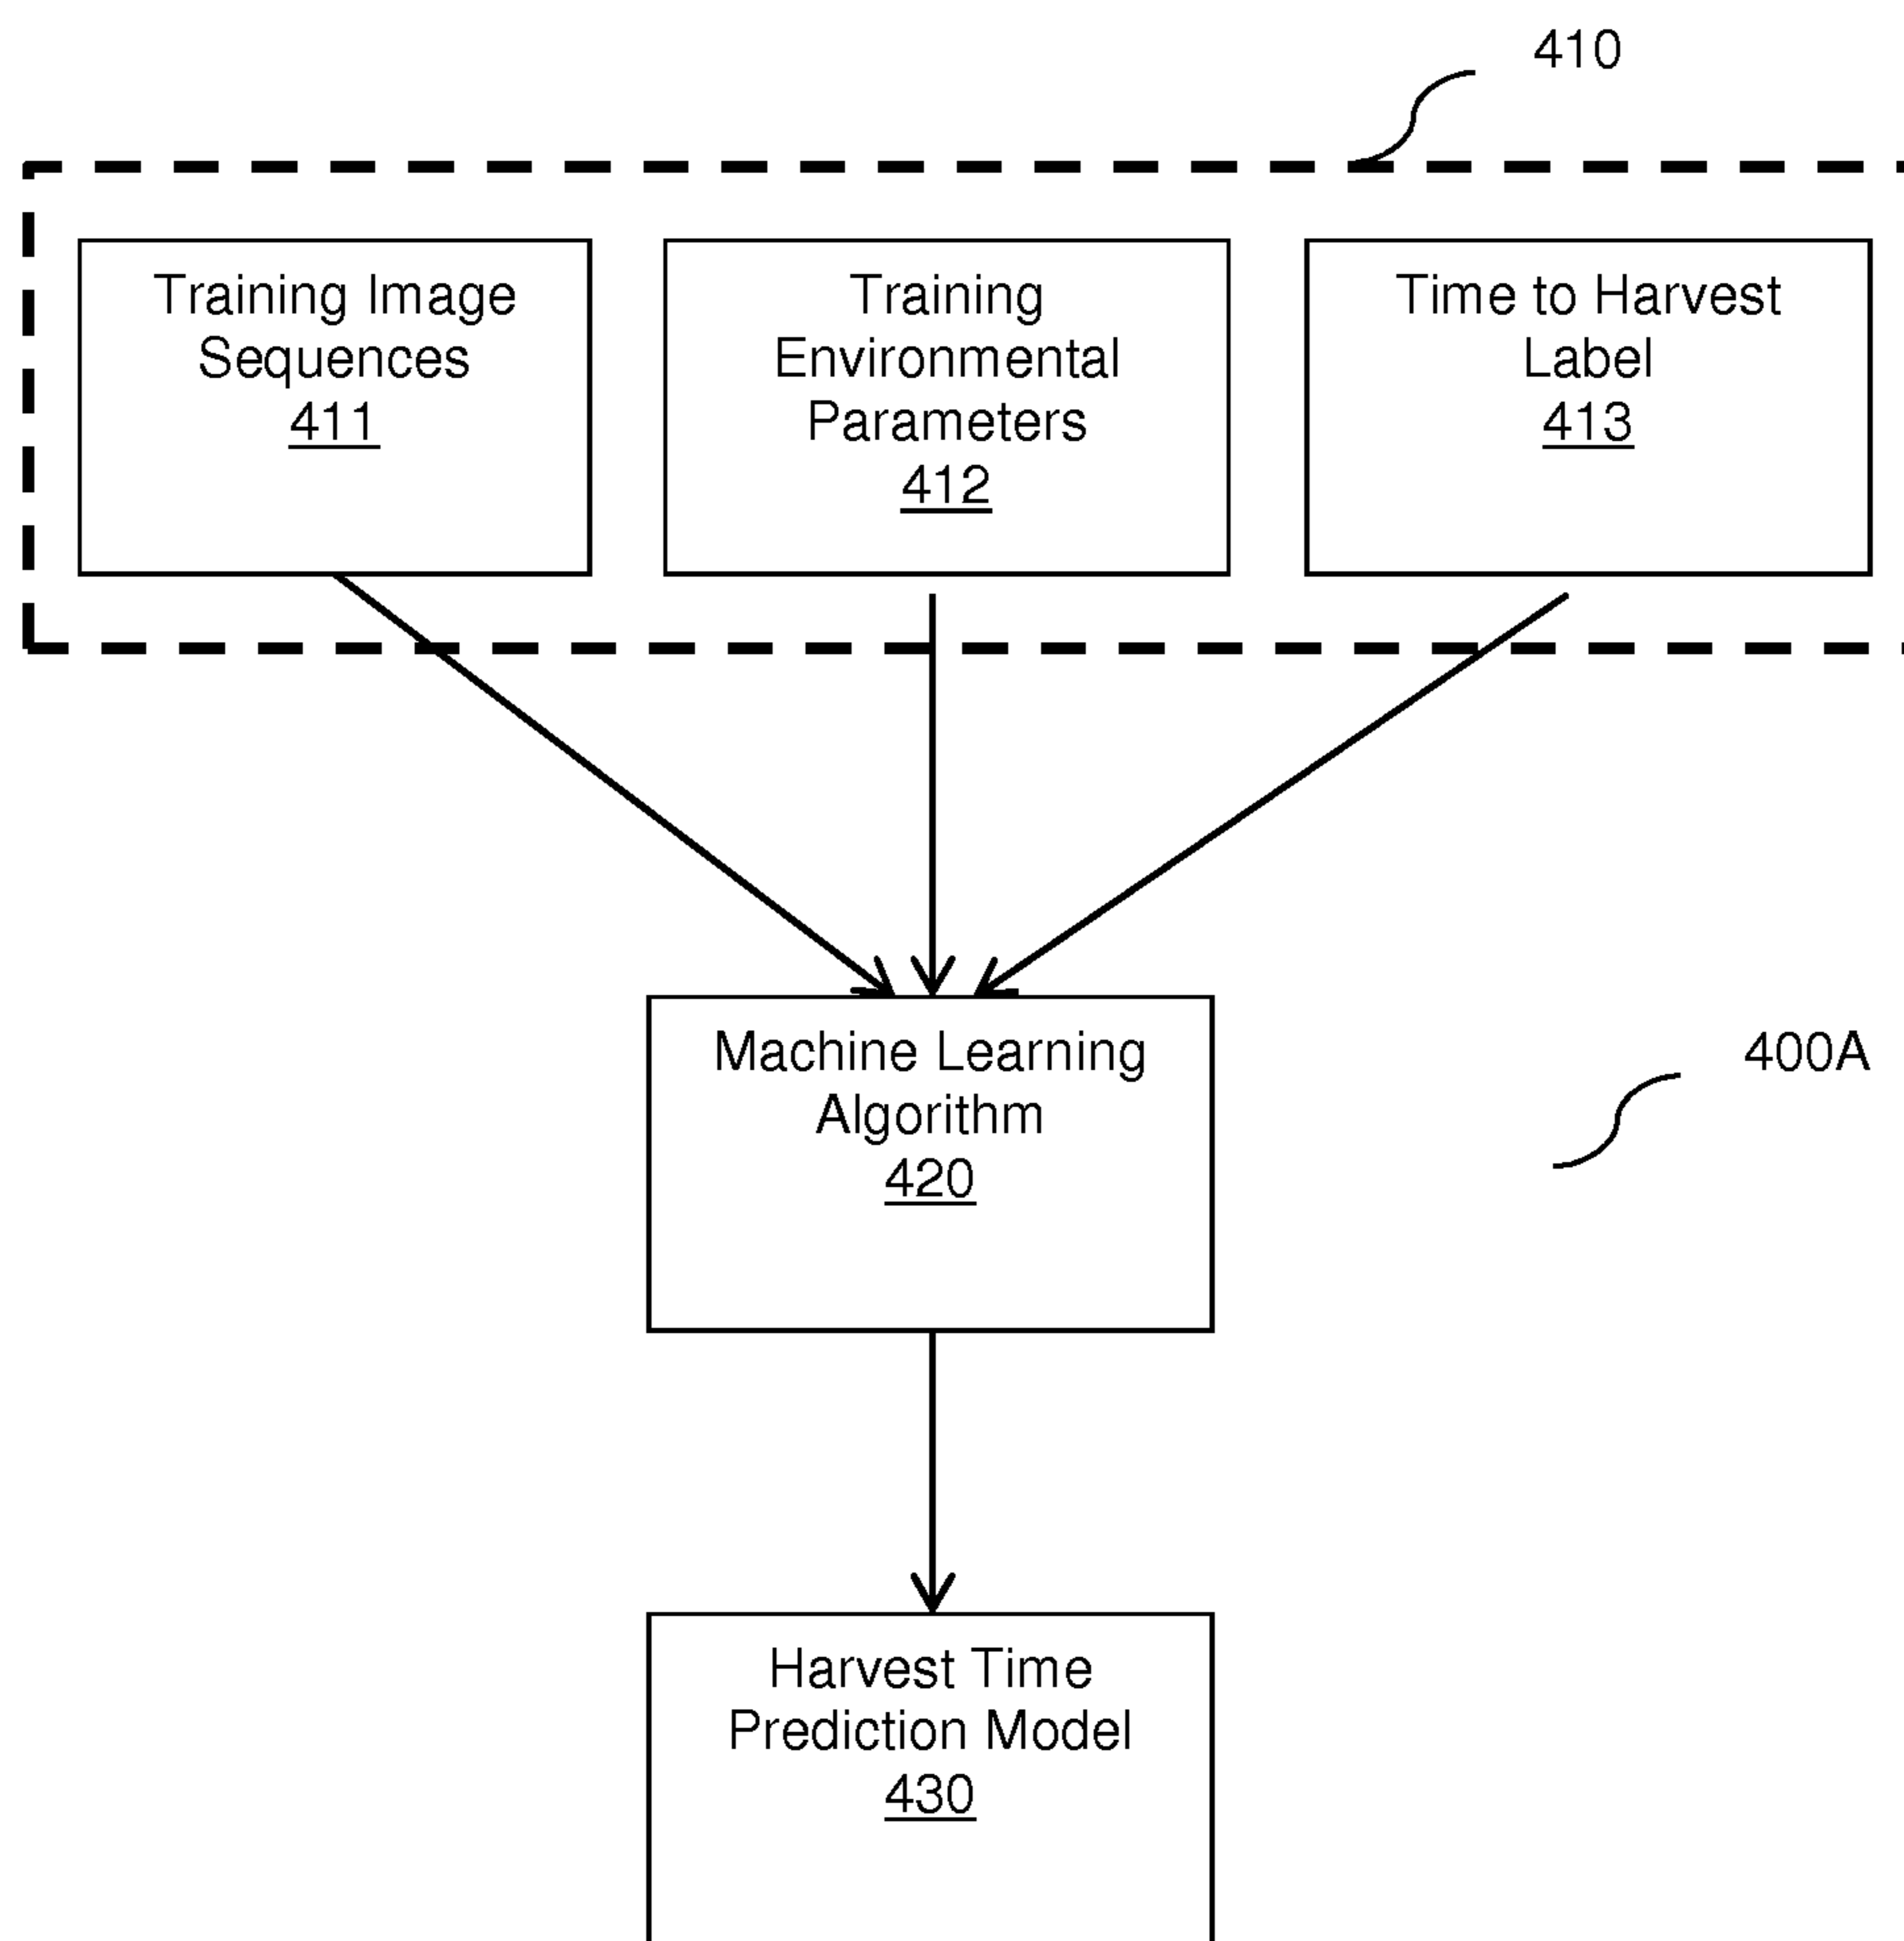 410
Training Image
Sequences
411
Training
Environmental
Parameters
412
Time to Harvest
Label
413
Machine Learning
Algorithm
420
400A
Harvest Time
Prediction Model
430